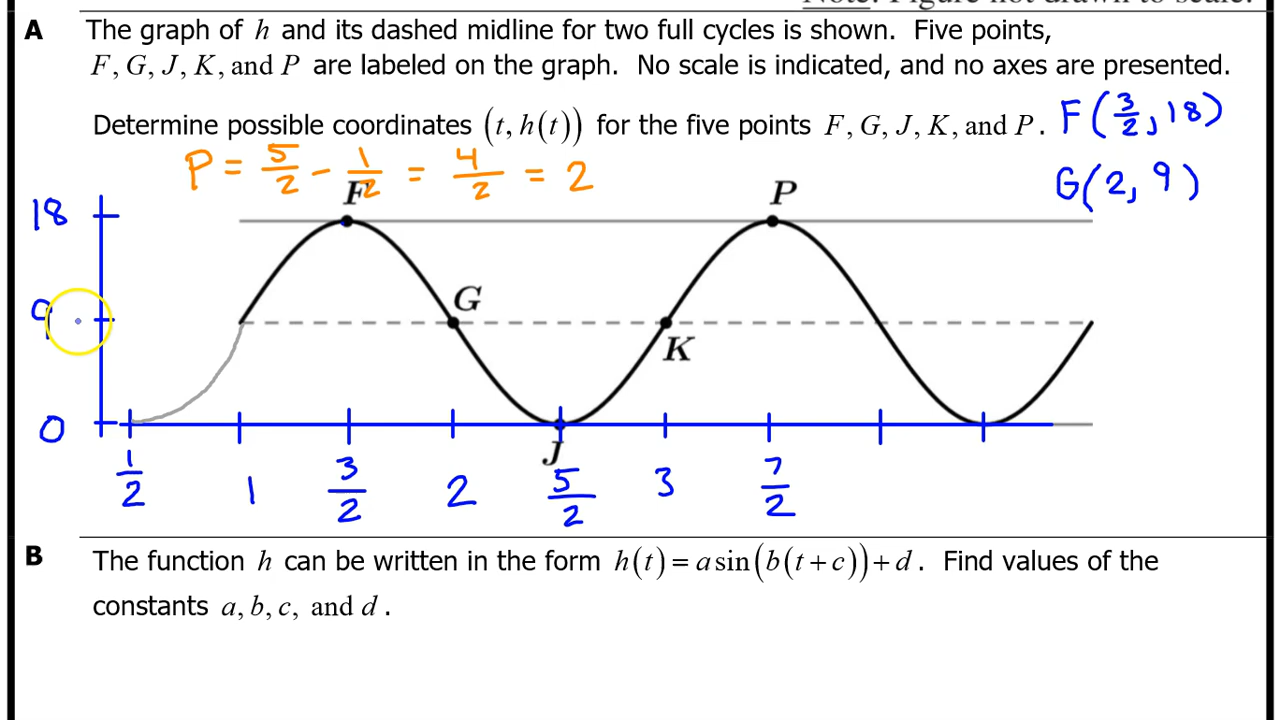 Note: Figure not drawn to scale.
A The graph of h and its dashed midline for two full cycles is shown. Five points,
F, G, J, K, and P are labeled on the graph. No scale is indicated, and no axes are presented.
Determine possible coordinates (t, h(t)) for the five points F, G, J, K, and P.
F(3/2, 18)
P = 5/2 - 1/2 = 4/2 = 2
G(2, 9)
F
P
18
G
9
K
0
J
1/2 1 3/2 2 5/2 3 7/2
B The function h can be written in the form h(t) = a sin(b(t + c)) + d. Find values of the
constants a, b, c, and d.